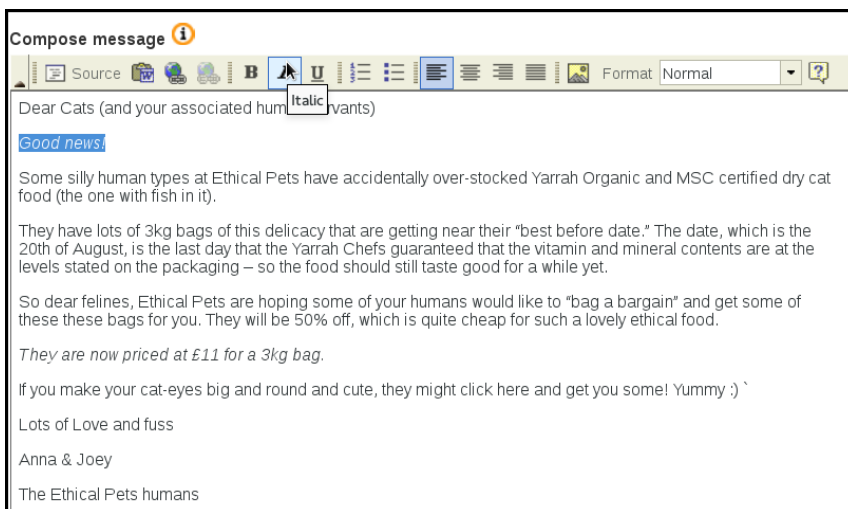 Compose message
Source B U Format Normal
Italic
Dear Cats (and your associated hum vants)
Good news!
Some silly human types at Ethical Pets have accidentally over-stocked Yarrah Organic and MSC certified dry cat
food (the one with fish in it).
They have lots of 3kg bags of this delicacy that are getting near their "best before date." The date, which is the
20th of August, is the last day that the Yarrah Chefs guaranteed that the vitamin and mineral contents are at the
levels stated on the packaging – so the food should still taste good for a while yet.
So dear felines, Ethical Pets are hoping some of your humans would like to "bag a bargain" and get some of
these these bags for you. They will be 50% off, which is quite cheap for such a lovely ethical food.
They are now priced at £11 for a 3kg bag.
If you make your cat-eyes big and round and cute, they might click here and get you some! Yummy :) `
Lots of Love and fuss
Anna & Joey
The Ethical Pets humans